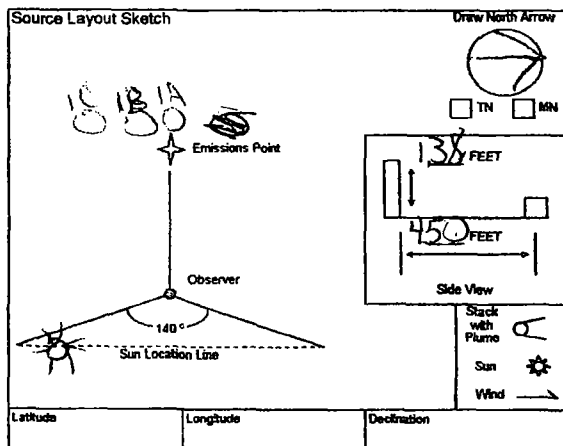 Source Layout Sketch
Draw North Arrow
TN MN
1C 1B 1A
Emissions Point
138 FEET
450 FEET
Side View
Observer
140°
Sun Location Line
Stack
with
Plume
Sun
Wind
Latitude Longitude Declination